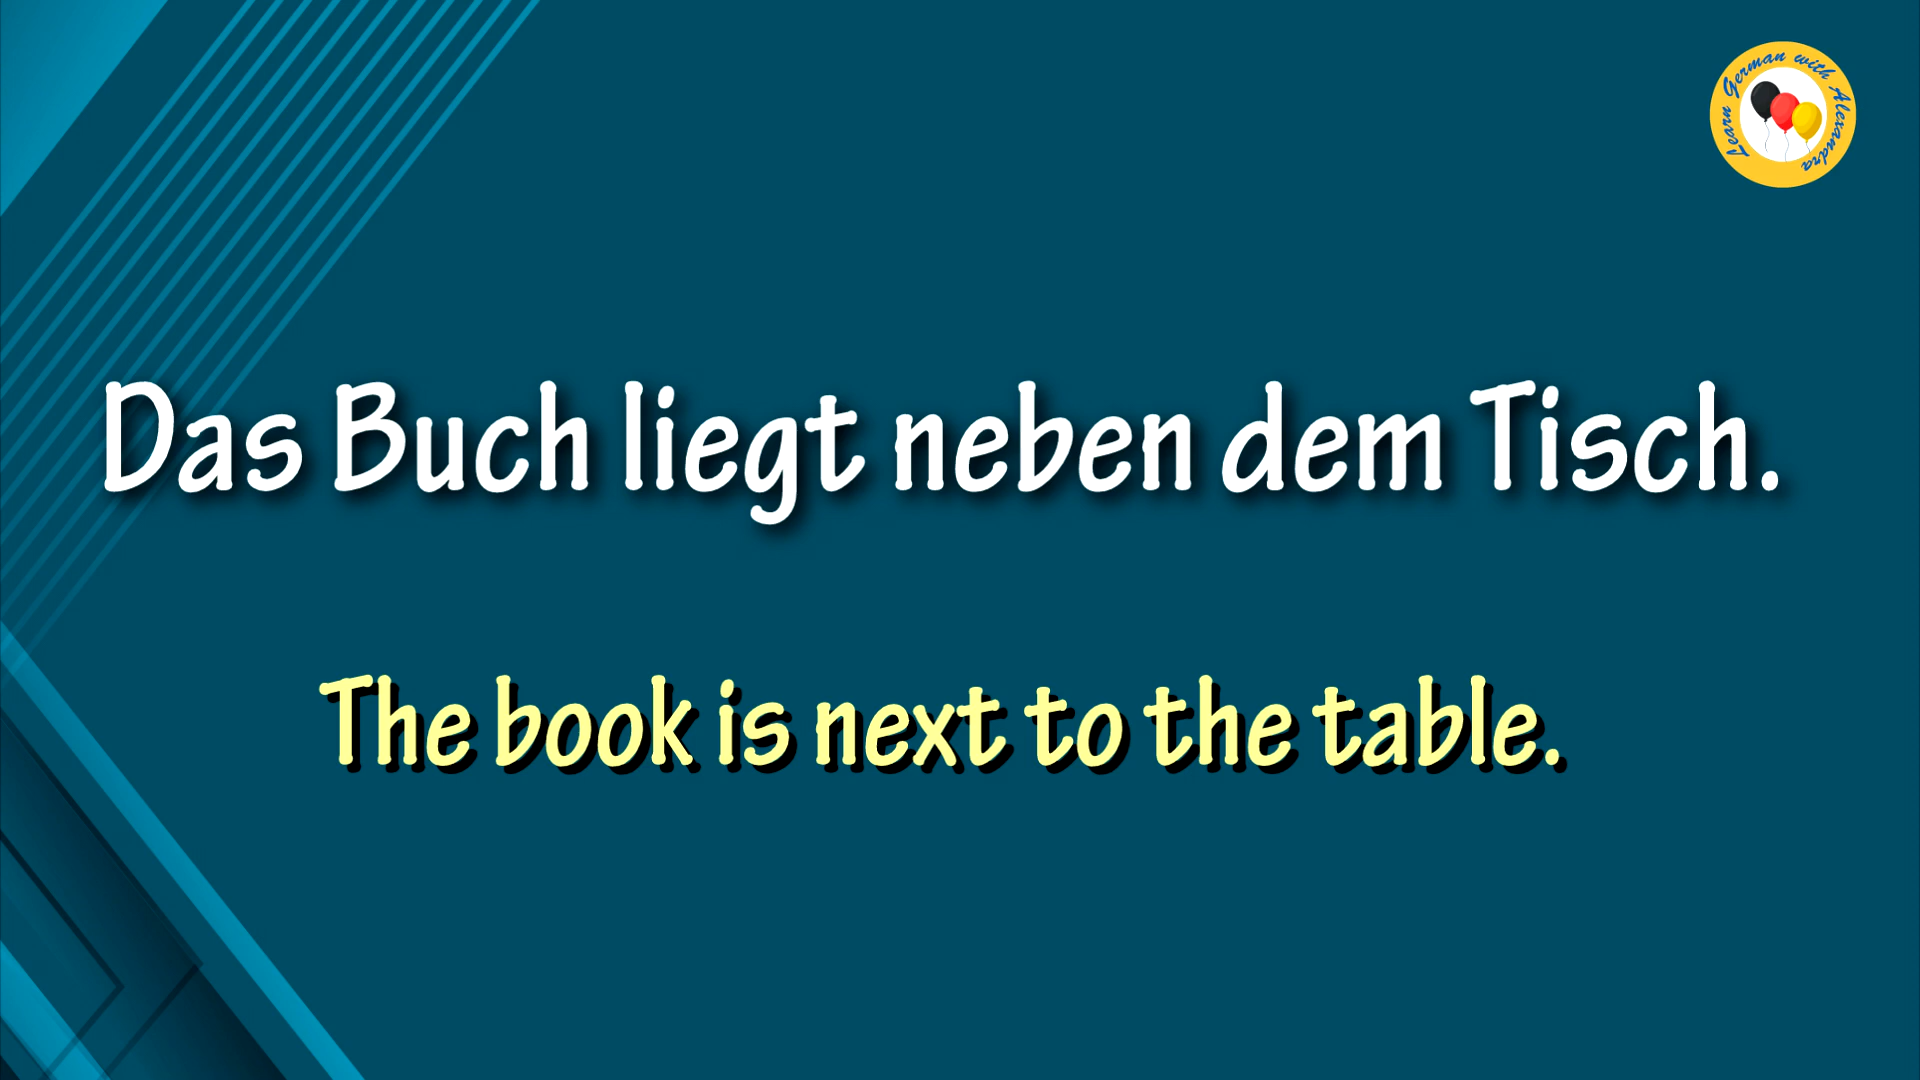 Learn German with Alexandra
Das Buch liegt neben dem Tisch.
The book is next to the table.